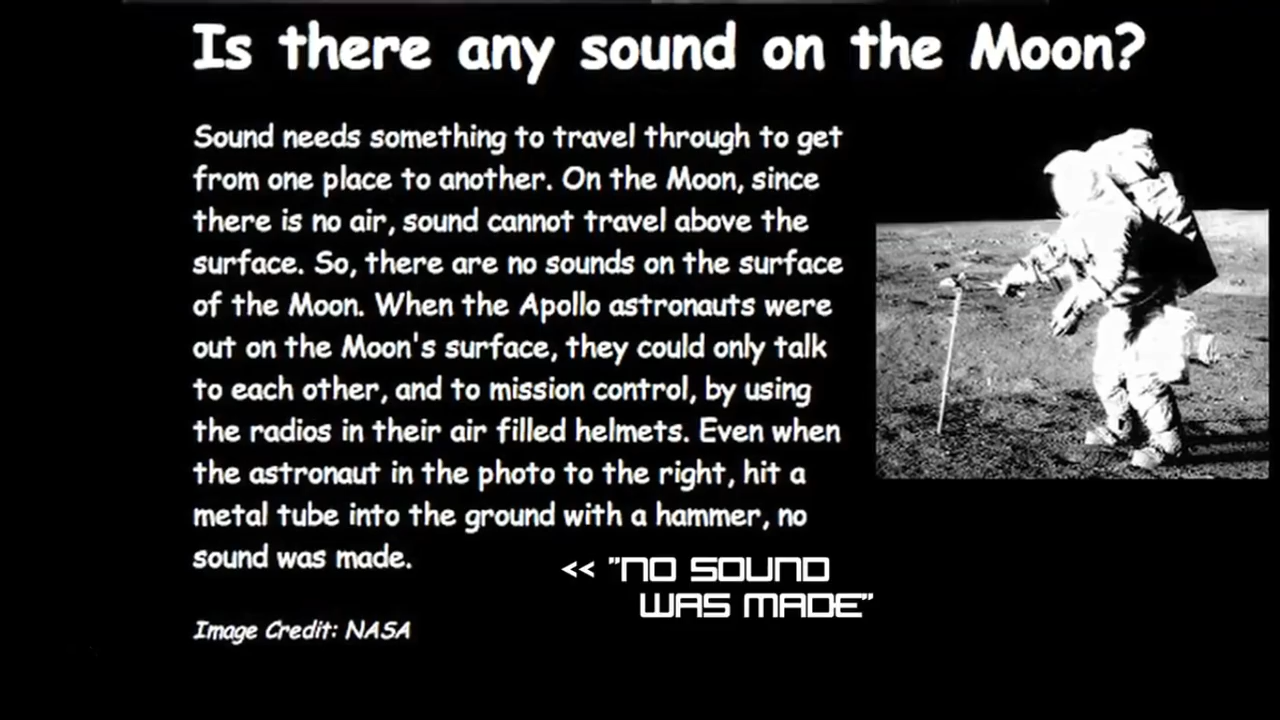 Is there any sound on the Moon?
Sound needs something to travel through to get
from one place to another. On the Moon, since
there is no air, sound cannot travel above the
surface. So, there are no sounds on the surface
of the Moon. When the Apollo astronauts were
out on the Moon's surface, they could only talk
to each other, and to mission control, by using
the radios in their air filled helmets. Even when
the astronaut in the photo to the right, hit a
metal tube into the ground with a hammer, no
sound was made.
<< "NO SOUND
WAS MADE"
Image Credit: NASA